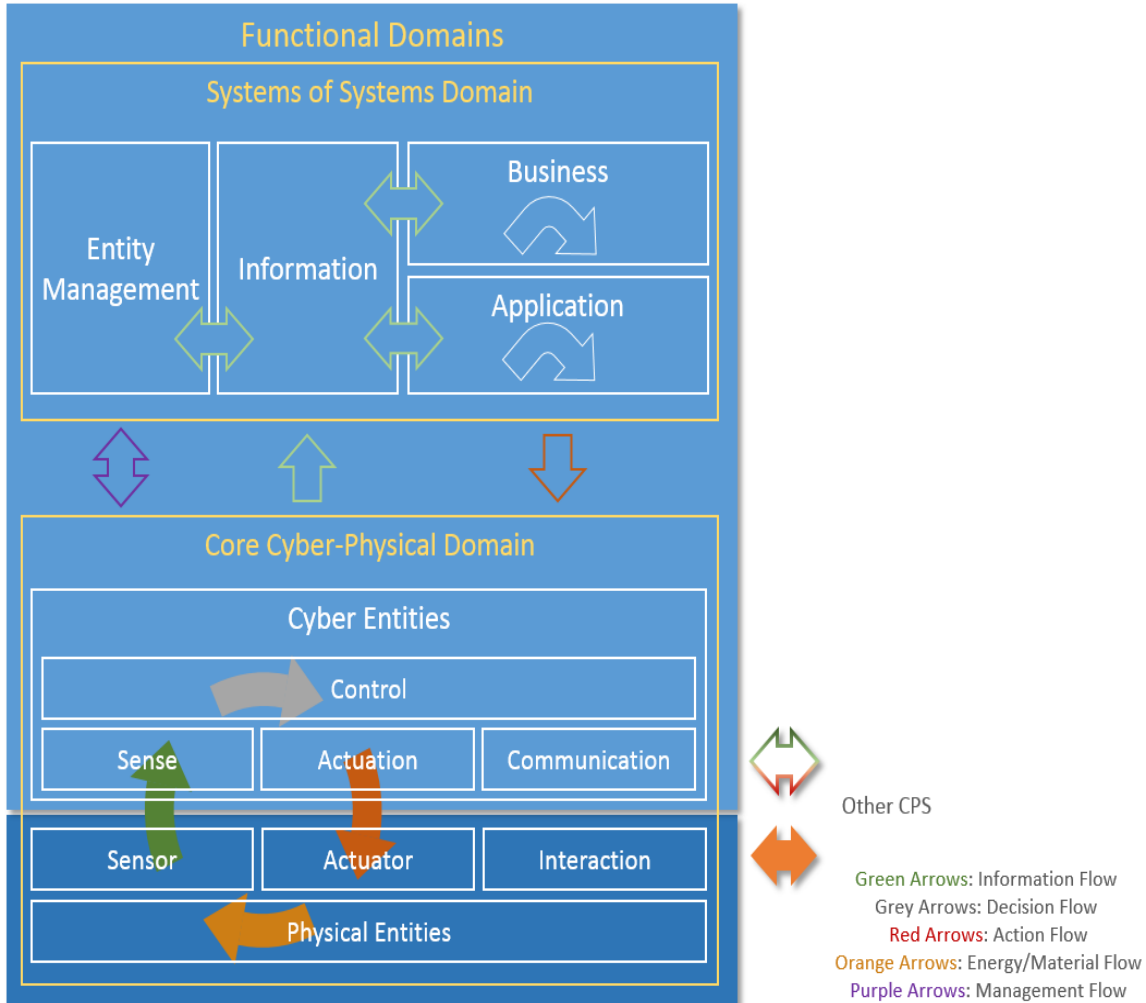 Functional Domains
Systems of Systems Domain
Entity
Management
Information
Business
Application
Core Cyber-Physical Domain
Cyber Entities
Control
Sense
Actuation
Communication
Sensor
Actuator
Interaction
Physical Entities
Other CPS
Green Arrows: Information Flow
Grey Arrows: Decision Flow
Red Arrows: Action Flow
Orange Arrows: Energy/Material Flow
Purple Arrows: Management Flow